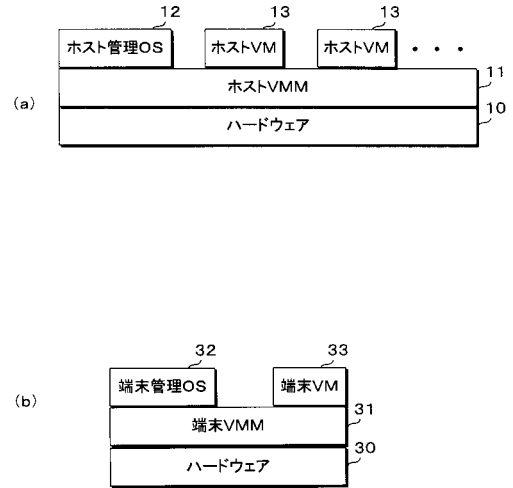 12 13 13
ホスト管理OS ホストVM ホストVM ・・・
11
ホストVMM
(a)
10
ハードウェア
32 33
端末管理OS 端末VM
(b)
31
端末VMM
30
ハードウェア